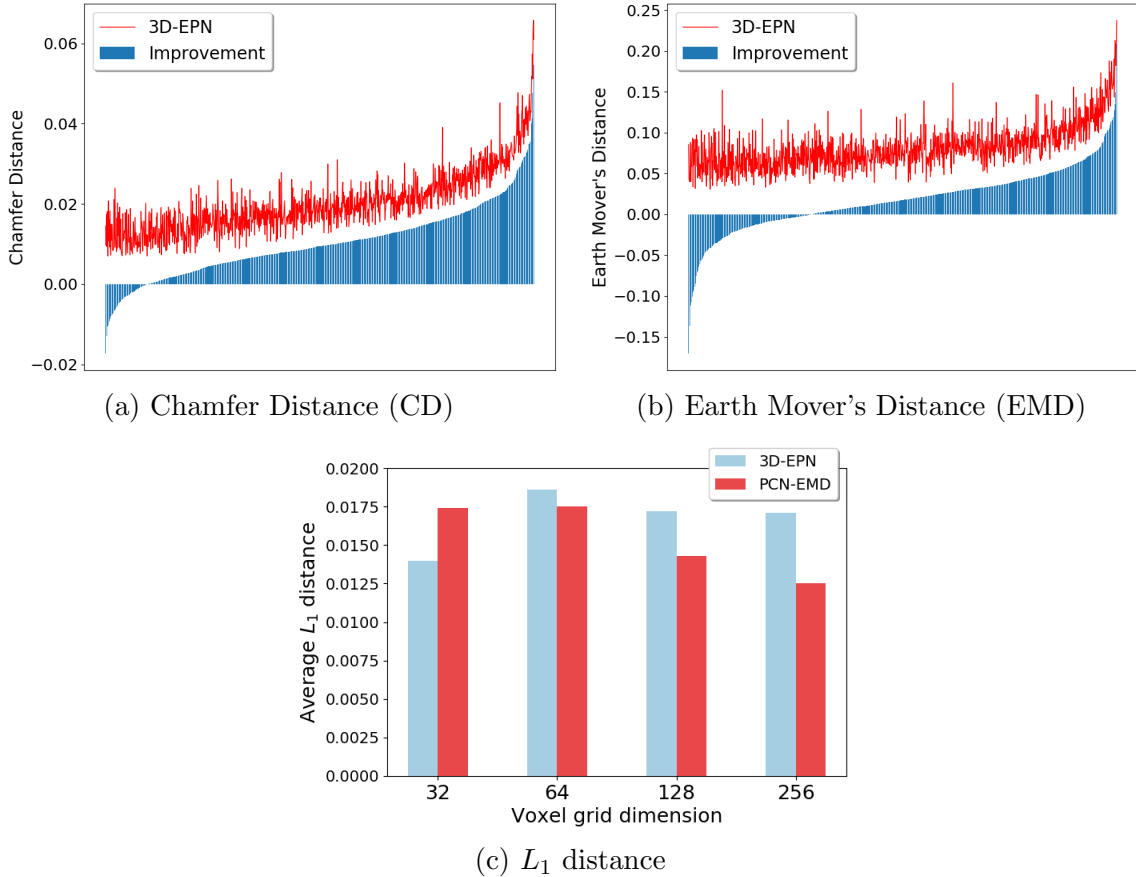 3D-EPN
Improvement
0.06
0.04
0.02
0.00
−0.02
Chamfer Distance
(a) Chamfer Distance (CD)
3D-EPN
Improvement
0.25
0.20
0.15
0.10
0.05
0.00
−0.05
−0.10
−0.15
Earth Mover's Distance
(b) Earth Mover's Distance (EMD)
3D-EPN
PCN-EMD
0.0200
0.0175
0.0150
0.0125
0.0100
0.0075
0.0050
0.0025
0.0000
Average L₁ distance
32 64 128 256
Voxel grid dimension
(c) L₁ distance